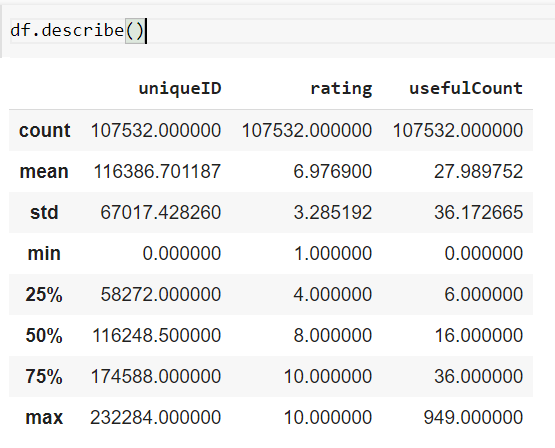 df.describe()
uniqueID rating usefulCount
count 107532.000000 107532.000000 107532.000000
mean 116386.701187 6.976900 27.989752
std 67017.428260 3.285192 36.172665
min 0.000000 1.000000 0.000000
25% 58272.000000 4.000000 6.000000
50% 116248.500000 8.000000 16.000000
75% 174588.000000 10.000000 36.000000
max 232284.000000 10.000000 949.000000